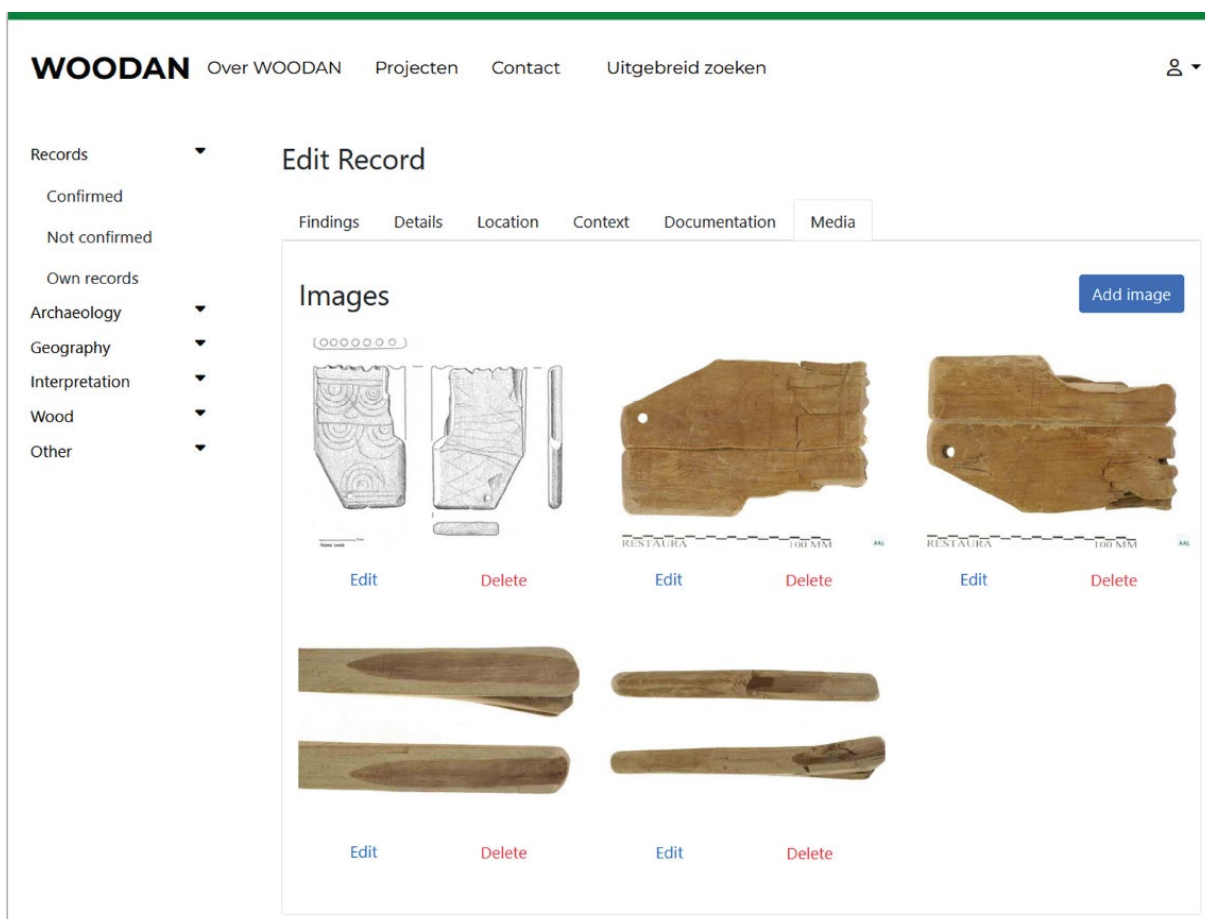 WOODAN Over WOODAN Projecten Contact Uitgebreid zoeken
Records
Confirmed
Not confirmed
Own records
Archaeology
Geography
Interpretation
Wood
Other
Edit Record
Findings Details Location Context Documentation Media
Images Add image
RESTAURA 100 MM AAL
RESTAURA 100 MM AAL
Edit Delete Edit Delete Edit Delete
Edit Delete Edit Delete